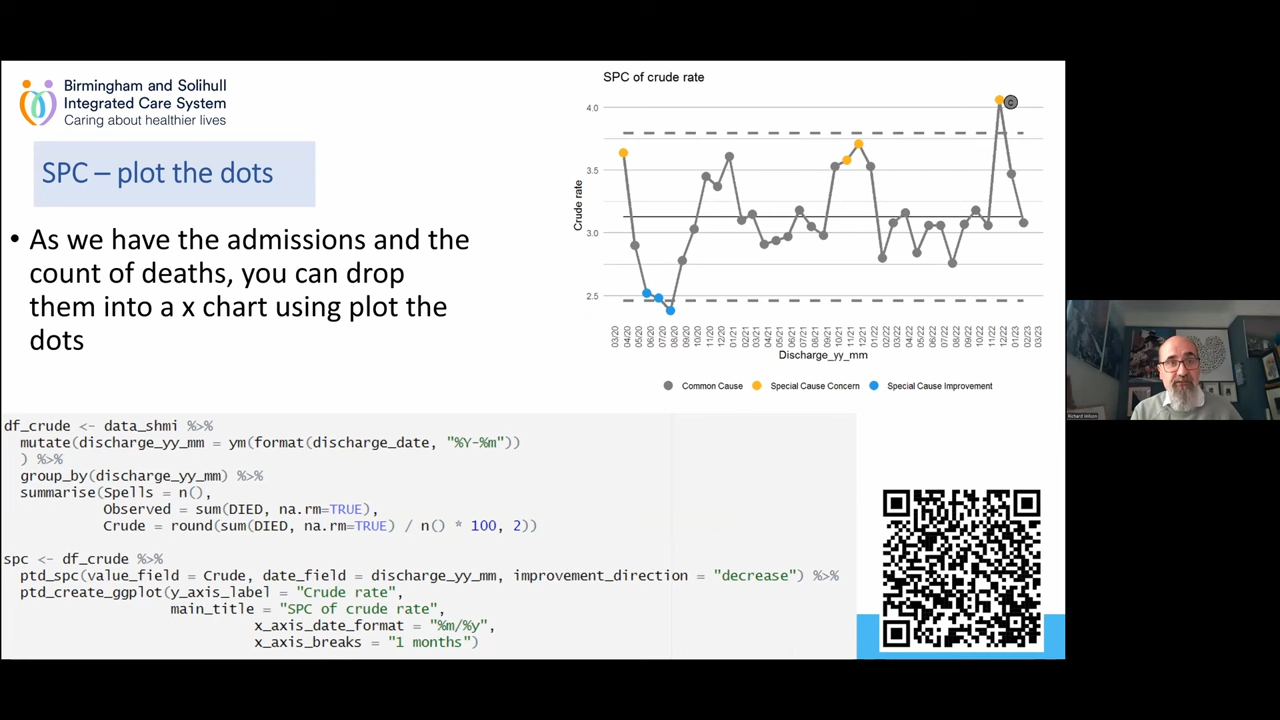 Birmingham and Solihull
Integrated Care System
Caring about healthier lives
SPC – plot the dots
• As we have the admissions and the
count of deaths, you can drop
them into a x chart using plot the
dots
SPC of crude rate
4.0
3.5
3.0
2.5
Crude rate
C
03/20
04/20
05/20
06/20
07/20
08/20
09/20
10/20
11/20
12/20
01/21
02/21
03/21
04/21
05/21
06/21
07/21
08/21
09/21
10/21
11/21
12/21
01/22
02/22
03/22
04/22
05/22
06/22
07/22
08/22
09/22
10/22
11/22
12/22
01/23
02/23
03/23
Discharge_yy_mm
Common Cause
Special Cause Concern
Special Cause Improvement
df_crude <- data_shmi %>%
mutate(discharge_yy_mm = ym(format(discharge_date, "%Y-%m"))
) %>%
group_by(discharge_yy_mm) %>%
summarise(Spells = n(),
Observed = sum(DIED, na.rm=TRUE),
Crude = round(sum(DIED, na.rm=TRUE) / n() * 100, 2))
spc <- df_crude %>%
ptd_spc(value_field = Crude, date_field = discharge_yy_mm, improvement_direction = "decrease") %>%
ptd_create_ggplot(y_axis_label = "Crude rate",
main_title = "SPC of crude rate",
x_axis_date_format = "%m/%y",
x_axis_breaks = "1 months")
Richard Wilson